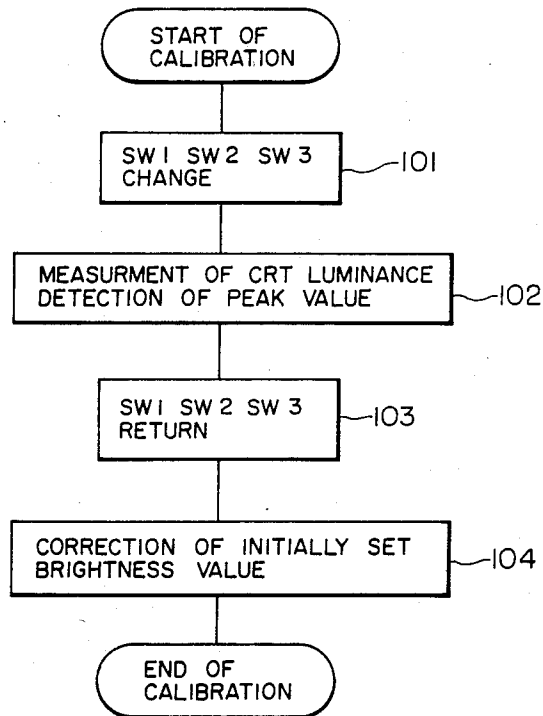 START OF
CALIBRATION
SW1 SW2 SW3
CHANGE
101
MEASURMENT OF CRT LUMINANCE
DETECTION OF PEAK VALUE
102
SW1 SW2 SW3
RETURN
103
CORRECTION OF INITIALLY SET
BRIGHTNESS VALUE
104
END OF
CALIBRATION